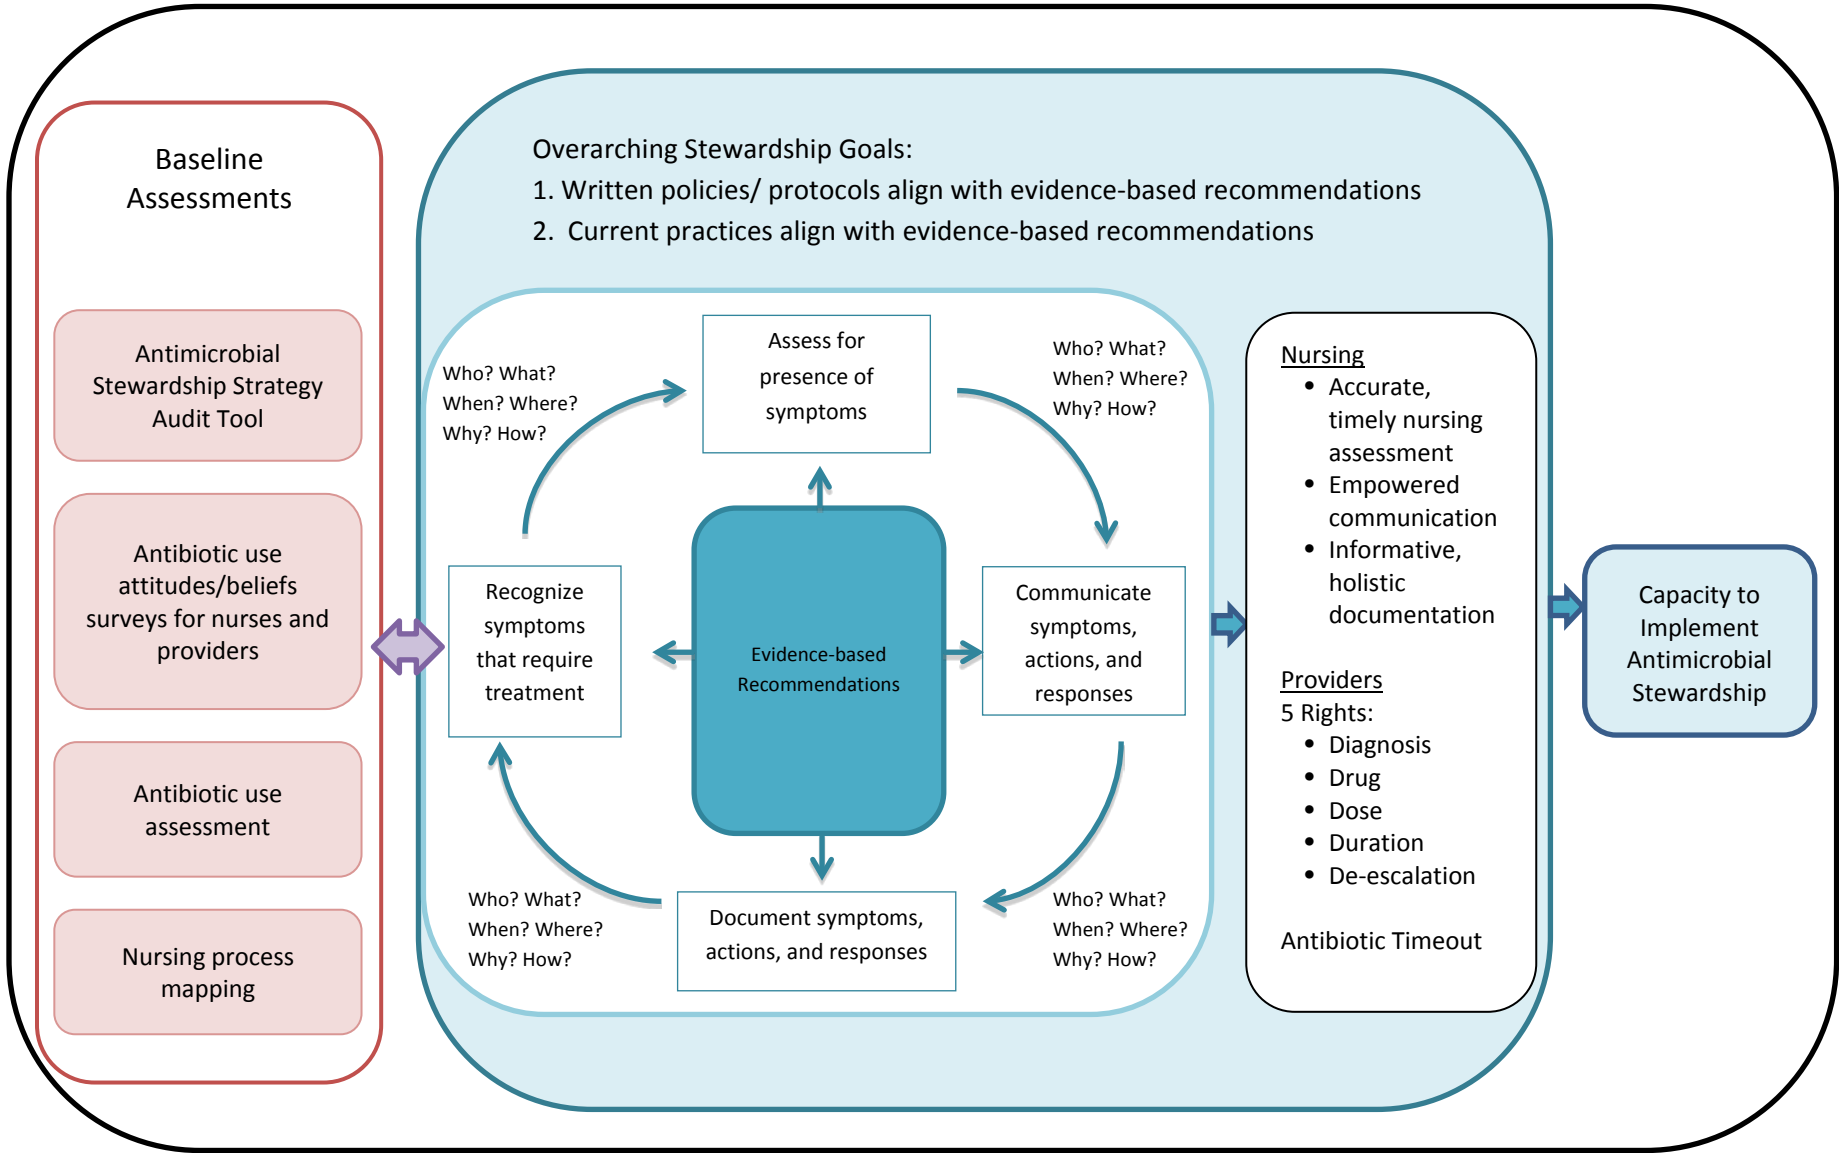 Baseline
Assessments
Antimicrobial
Stewardship Strategy
Audit Tool
Antibiotic use
attitudes/beliefs
surveys for nurses and
providers
Antibiotic use
assessment
Nursing process
mapping
Overarching Stewardship Goals:
1. Written policies/ protocols align with evidence-based recommendations
2. Current practices align with evidence-based recommendations
Who? What?
When? Where?
Why? How?
Assess for
presence of
symptoms
Who? What?
When? Where?
Why? How?
Recognize
symptoms
that require
treatment
Evidence-based
Recommendations
Communicate
symptoms,
actions, and
responses
Who? What?
When? Where?
Why? How?
Document symptoms,
actions, and responses
Who? What?
When? Where?
Why? How?
Nursing
• Accurate,
timely nursing
assessment
• Empowered
communication
• Informative,
holistic
documentation
Providers
5 Rights:
• Diagnosis
• Drug
• Dose
• Duration
• De-escalation
Antibiotic Timeout
Capacity to
Implement
Antimicrobial
Stewardship